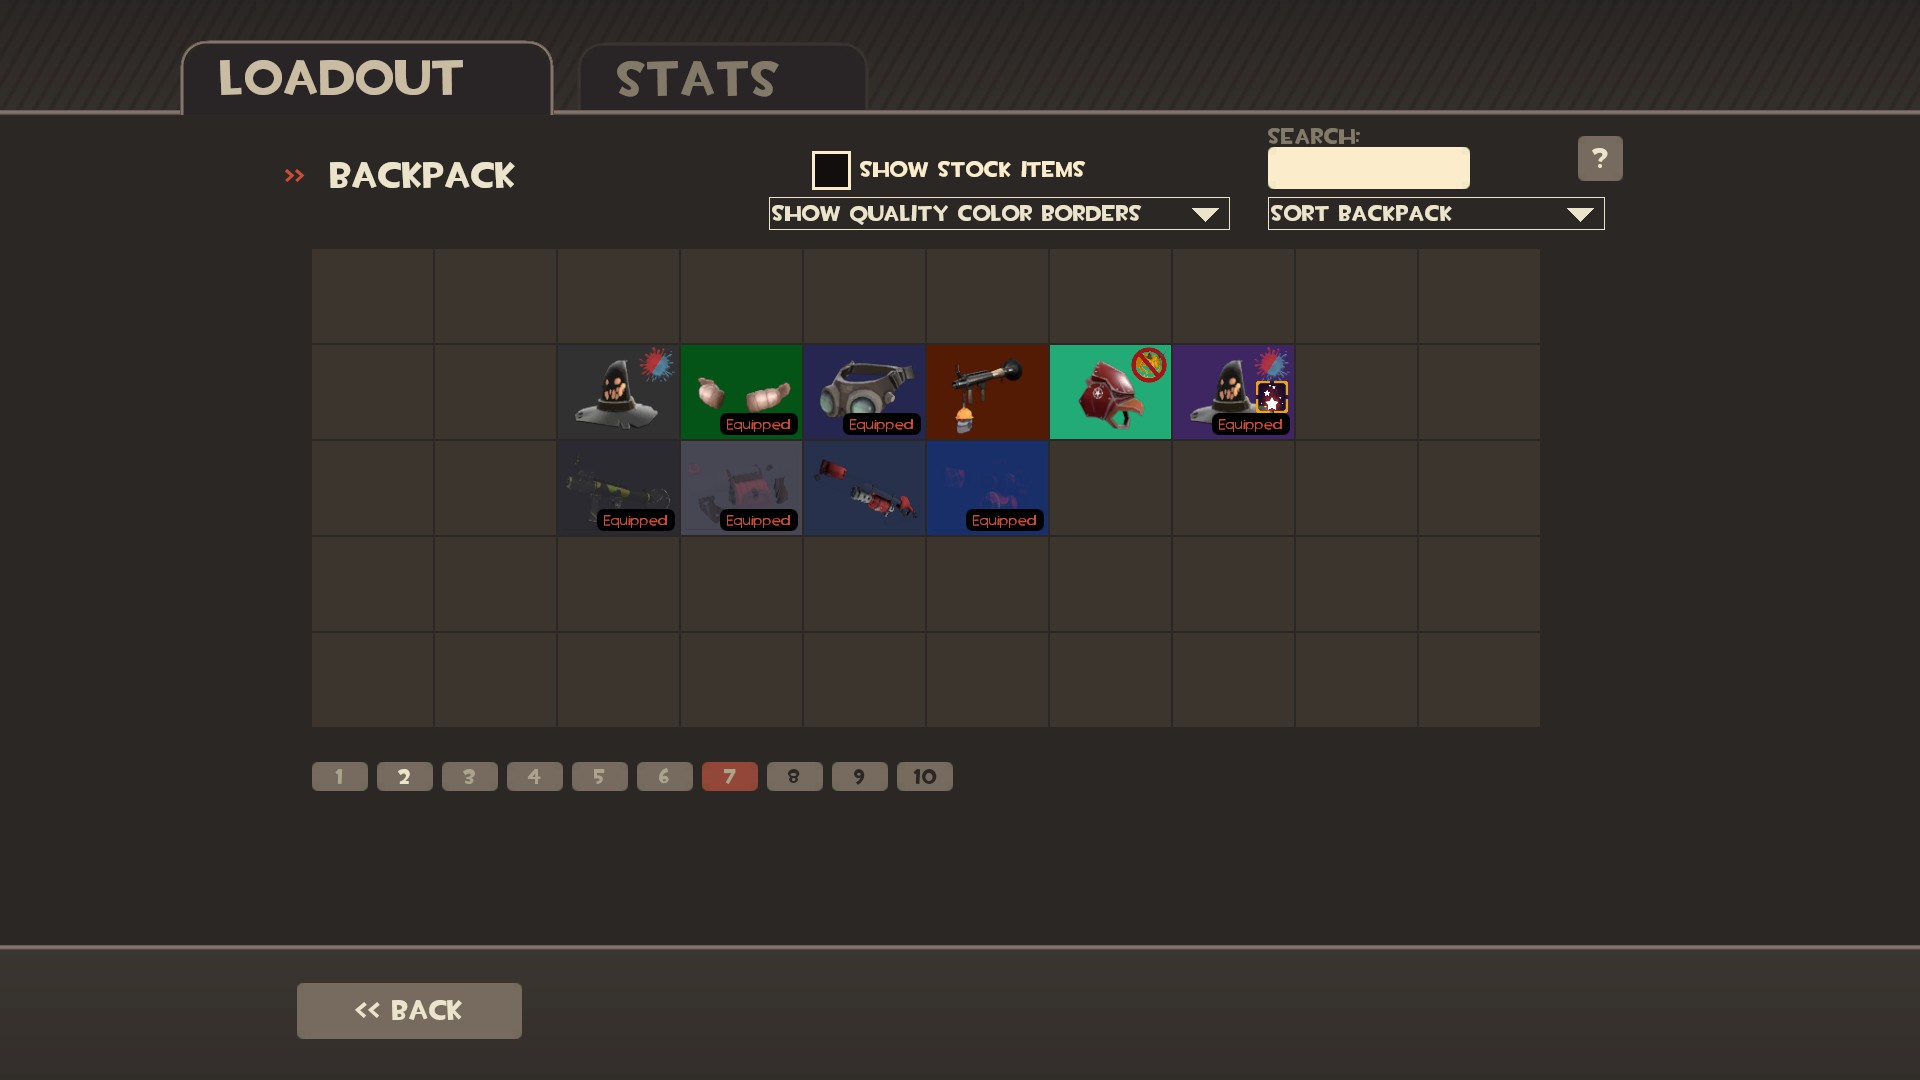 LOADOUT
STATS
SEARCH:
?
>> BACKPACK
SHOW STOCK ITEMS
SHOW QUALITY COLOR BORDERS
SORT BACKPACK
Equipped Equipped Equipped
Equipped Equipped Equipped
1 2 3 4 5 6 7 8 9 10
<< BACK